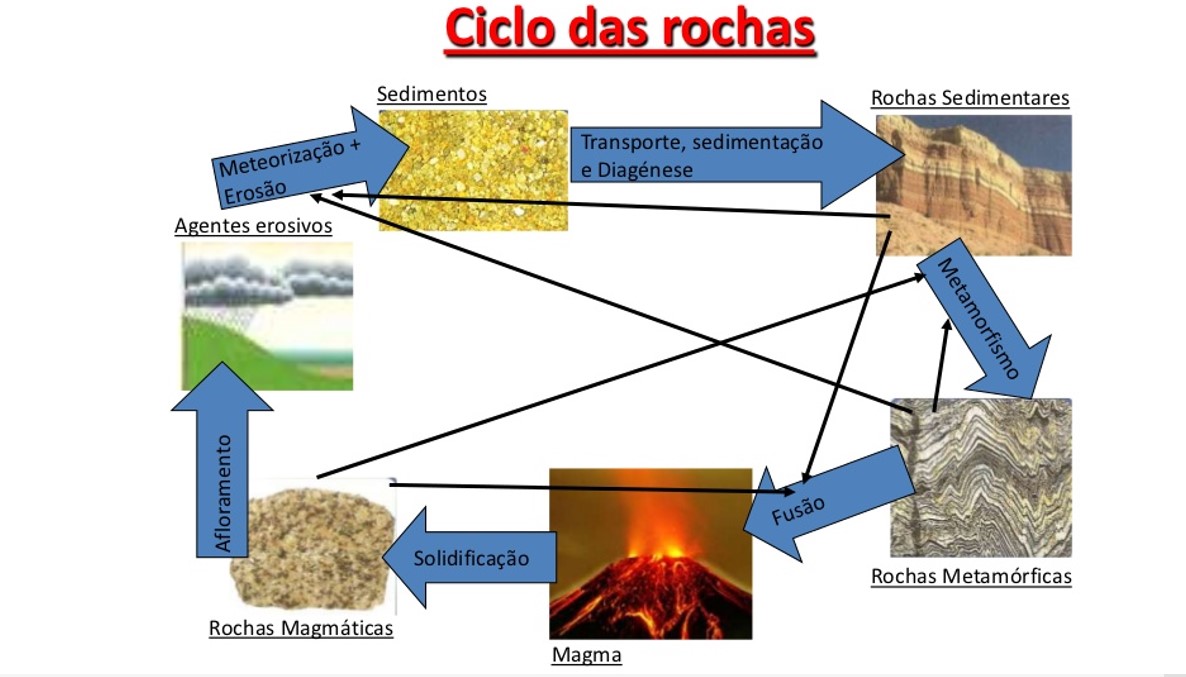 Ciclo das rochas
Sedimentos
Rochas Sedimentares
Meteorização +
Erosão
Transporte, sedimentação
e Diagénese
Agentes erosivos
Metamorfismo
Afloramento
Fusão
Solidificação
Rochas Metamórficas
Rochas Magmáticas
Magma